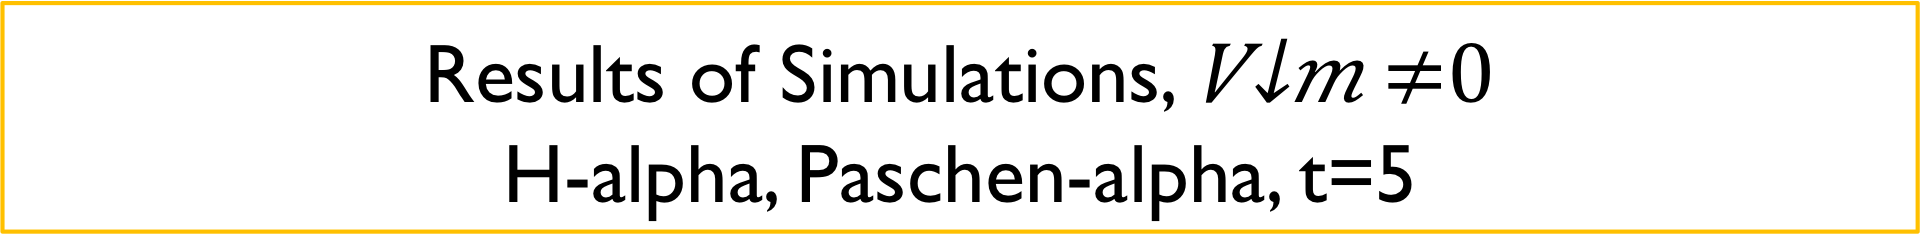 Results of Simulations, V↓m ≠0
H-alpha, Paschen-alpha, t=5